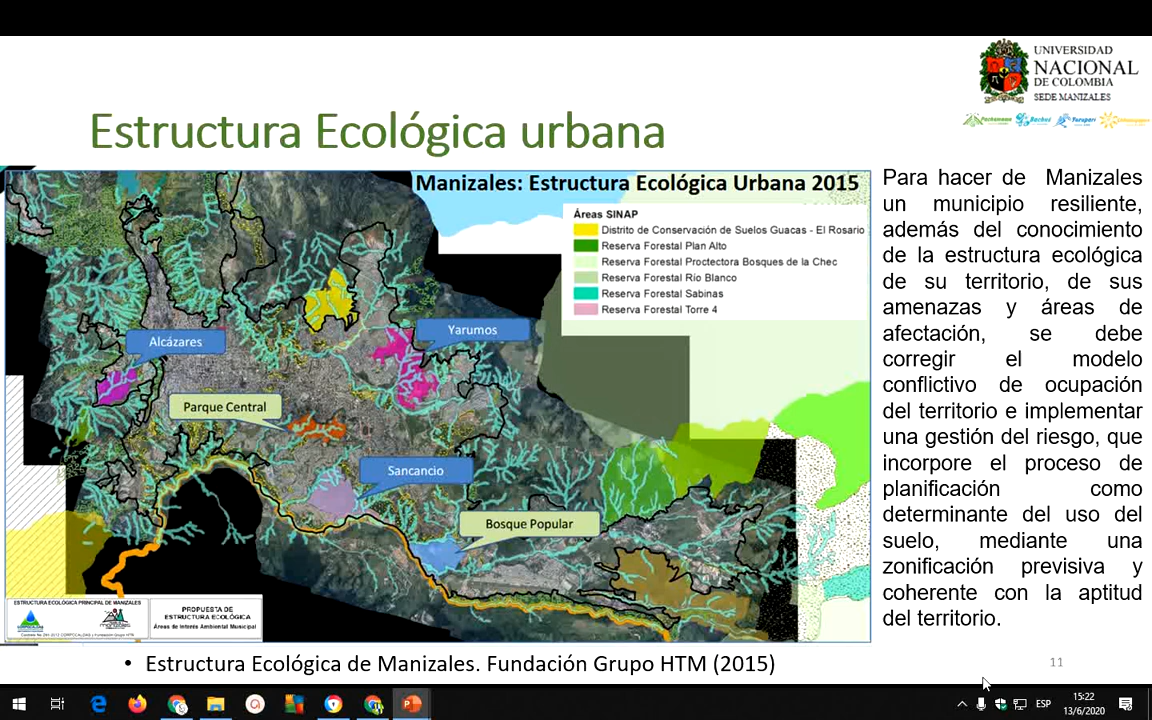 UNIVERSIDAD
NACIONAL
DE COLOMBIA
SEDE MANIZALES
Estructura Ecológica urbana
Manizales: Estructura Ecológica Urbana 2015
Áreas SINAP
Distrito de Conservación de Suelos Guacas - El Rosario
Reserva Forestal Plan Alto
Reserva Forestal Proctectora Bosques de la Chec
Reserva Forestal Río Blanco
Reserva Forestal Sabinas
Reserva Forestal Torre 4
Yarumos
Alcázares
Parque Central
Sancancio
Bosque Popular
ESTRUCTURA ECOLÓGICA PRINCIPAL DE MANIZALES
PROPUESTA DE
ESTRUCTURA ECOLÓGICA
Áreas de Interés Ambiental Municipal
Para hacer de Manizales
un municipio resiliente,
además del conocimiento
de la estructura ecológica
de su territorio, de sus
amenazas y áreas de
afectación, se debe
corregir el modelo
conflictivo de ocupación
del territorio e implementar
una gestión del riesgo, que
incorpore el proceso de
planificación como
determinante del uso del
suelo, mediante una
zonificación previsiva y
coherente con la aptitud
del territorio.
• Estructura Ecológica de Manizales. Fundación Grupo HTM (2015)
11
ESP
15:22
13/6/2020